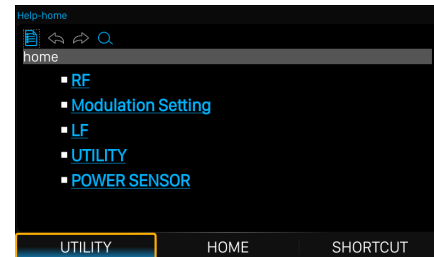 Help-home
home
RF
Modulation Setting
LF
UTILITY
POWER SENSOR
UTILITY HOME SHORTCUT